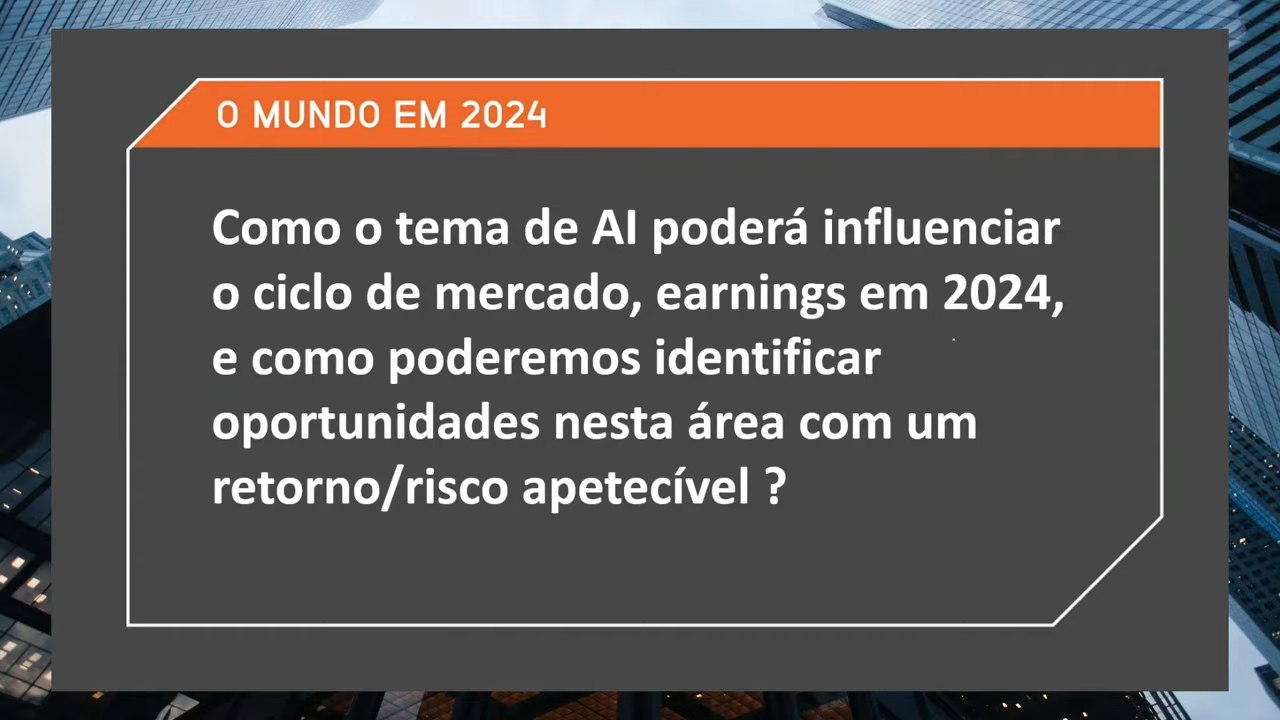 O MUNDO EM 2024
Como o tema de AI poderá influenciar
o ciclo de mercado, earnings em 2024,
e como poderemos identificar
oportunidades nesta área com um
retorno/risco apetecível ?